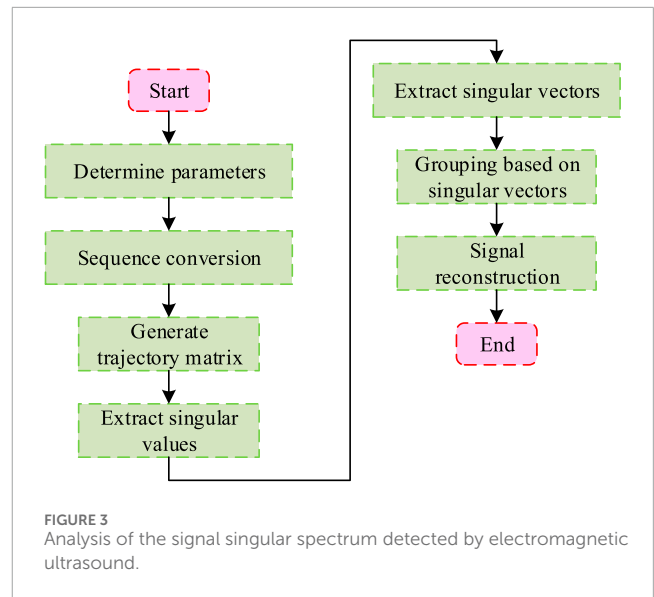 Start
Determine parameters
Sequence conversion
Generate
trajectory matrix
Extract singular
values
Extract singular vectors
Grouping based on
singular vectors
Signal
reconstruction
End
FIGURE 3
Analysis of the signal singular spectrum detected by electromagnetic
ultrasound.